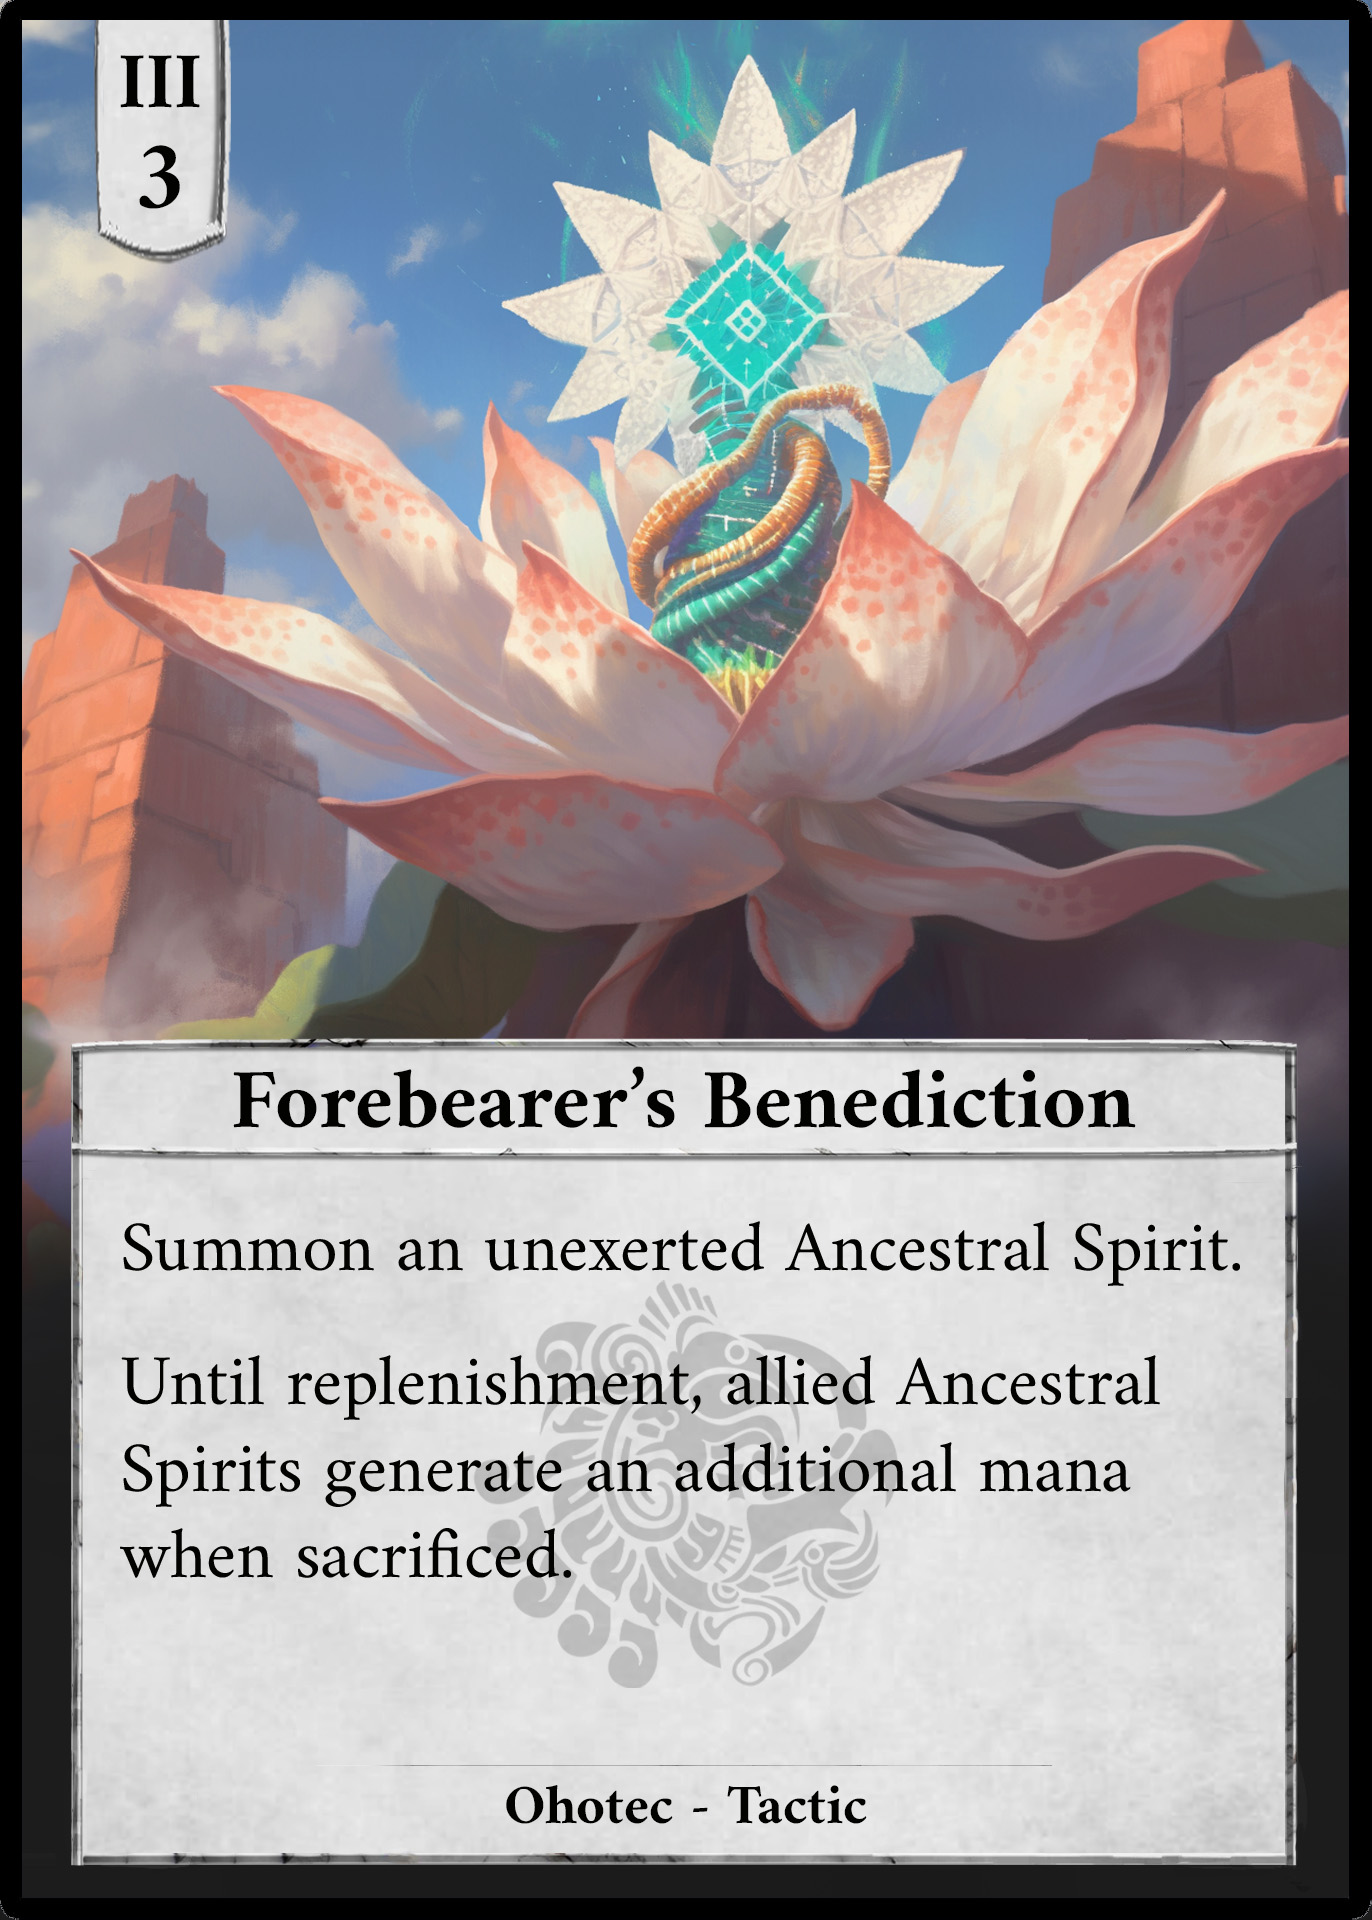 III
3
Forebearer’s Benediction
Summon an unexerted Ancestral Spirit.
Until replenishment, allied Ancestral
Spirits generate an additional mana
when sacrificed.
Ohotec - Tactic